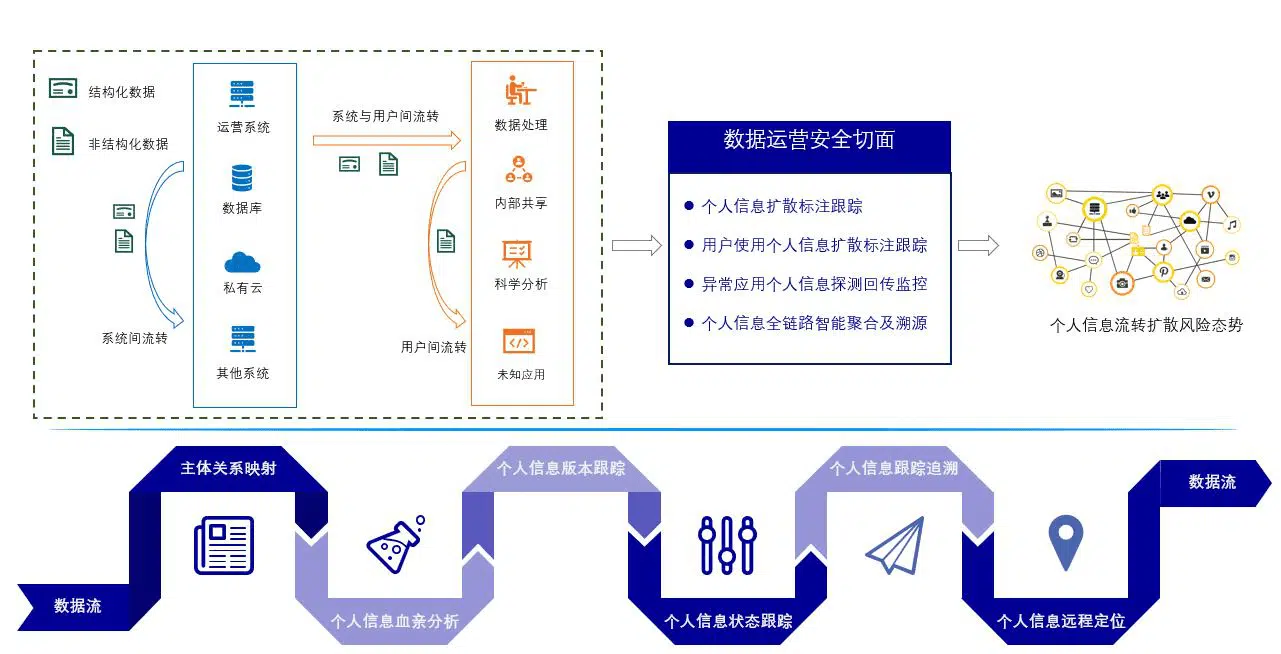 结构化数据
非结构化数据
系统间流转
运营系统
数据库
私有云
其他系统
系统与用户间流转
用户间流转
数据处理
内部共享
科学分析
未知应用
数据运营安全切面
个人信息扩散标注跟踪
用户使用个人信息扩散标注跟踪
异常应用个人信息探测回传监控
个人信息全链路智能聚合及溯源
个人信息流转扩散风险态势
数据流
主体关系映射
个人信息血亲分析
个人信息版本跟踪
个人信息状态跟踪
个人信息跟踪追溯
个人信息远程定位
数据流